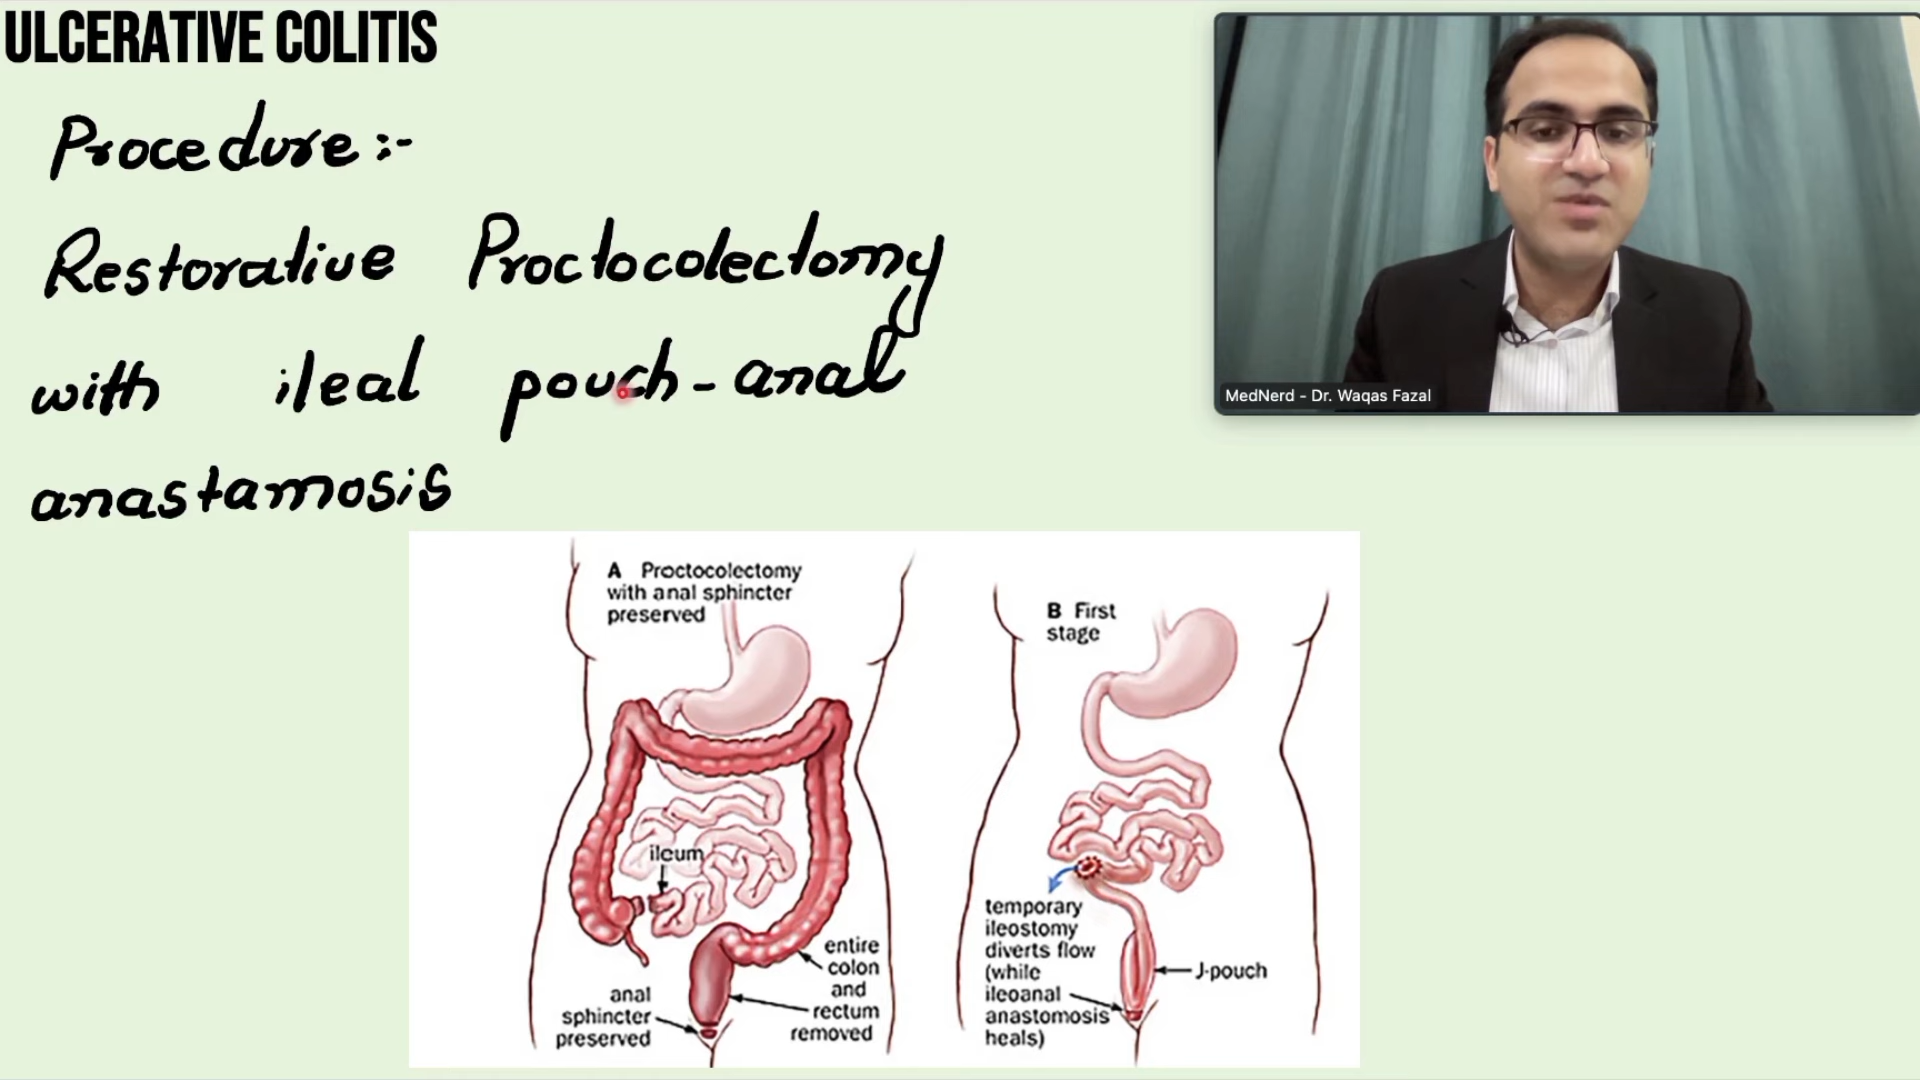 ULCERATIVE COLITIS
Procedure :-
Restorative Proctocolectomy
with ileal pouch-anal
anastamosis
MedNerd - Dr. Waqas Fazal
A Proctocolectomy
with anal sphincter
preserved
ileum
entire
colon
and
rectum
removed
anal
sphincter
preserved
B First
stage
temporary
ileostomy
diverts flow
(while
ileoanal
anastomosis
heals)
J-pouch